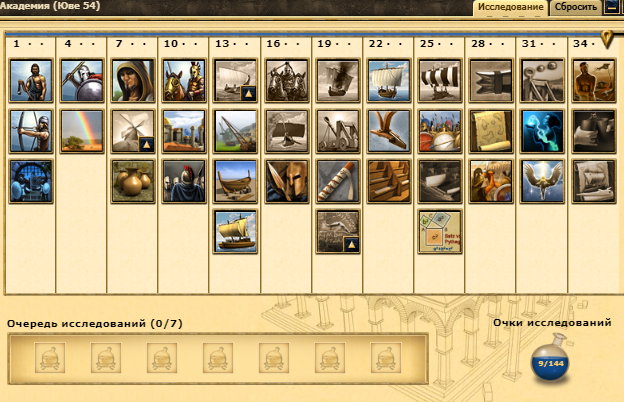 Академия (Юве 54)
Исследование
Сбросить
1 · · 4 · · 7 · · 10 · · 13 · · 16 · · 19 · · 22 · · 25 · · 28 · · 31 · · 34 ·
Очередь исследований (0/7)
Очки исследований
9/144